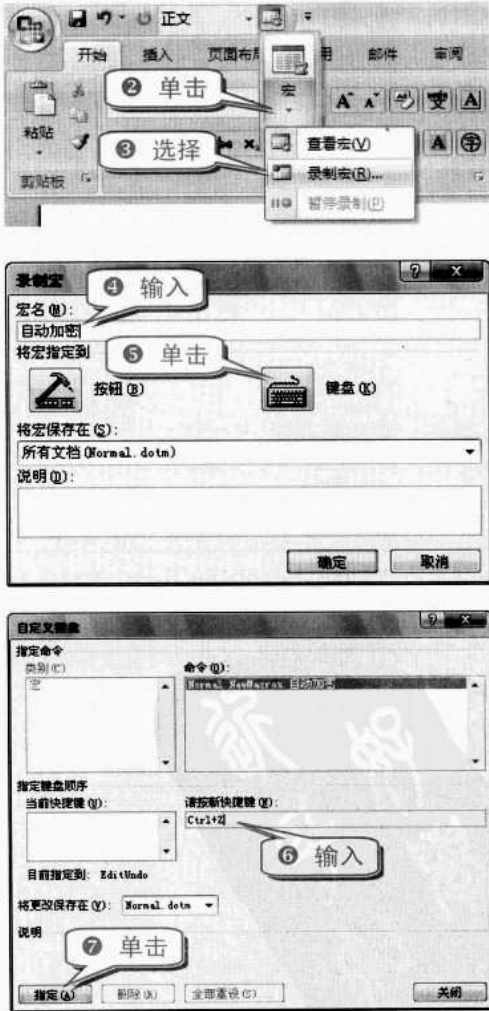 正文
开始 插入 页面布局 邮件 审阅
❷ 单击
宏
粘贴
❸ 选择
查看宏(V)
录制宏(R)...
剪贴板
暂停录制(P)
录制宏
❹ 输入
宏名(M):
自动加密
将宏指定到
❺ 单击
按钮(B)
键盘(K)
将宏保存在(S):
所有文档(Normal.dotm)
说明(D):
确定 取消
自定义键盘
指定命令
类别(C) 命令(O):
宏 Normal.NewMacros.自动加密
指定键盘顺序
当前快捷键(U): 请按新快捷键(N):
Ctrl+Z
❻ 输入
目前指定到: EditUndo
将更改保存在(V): Normal.dotm
说明
❼ 单击
指定(A) 删除(R) 全部重设(S)... 关闭